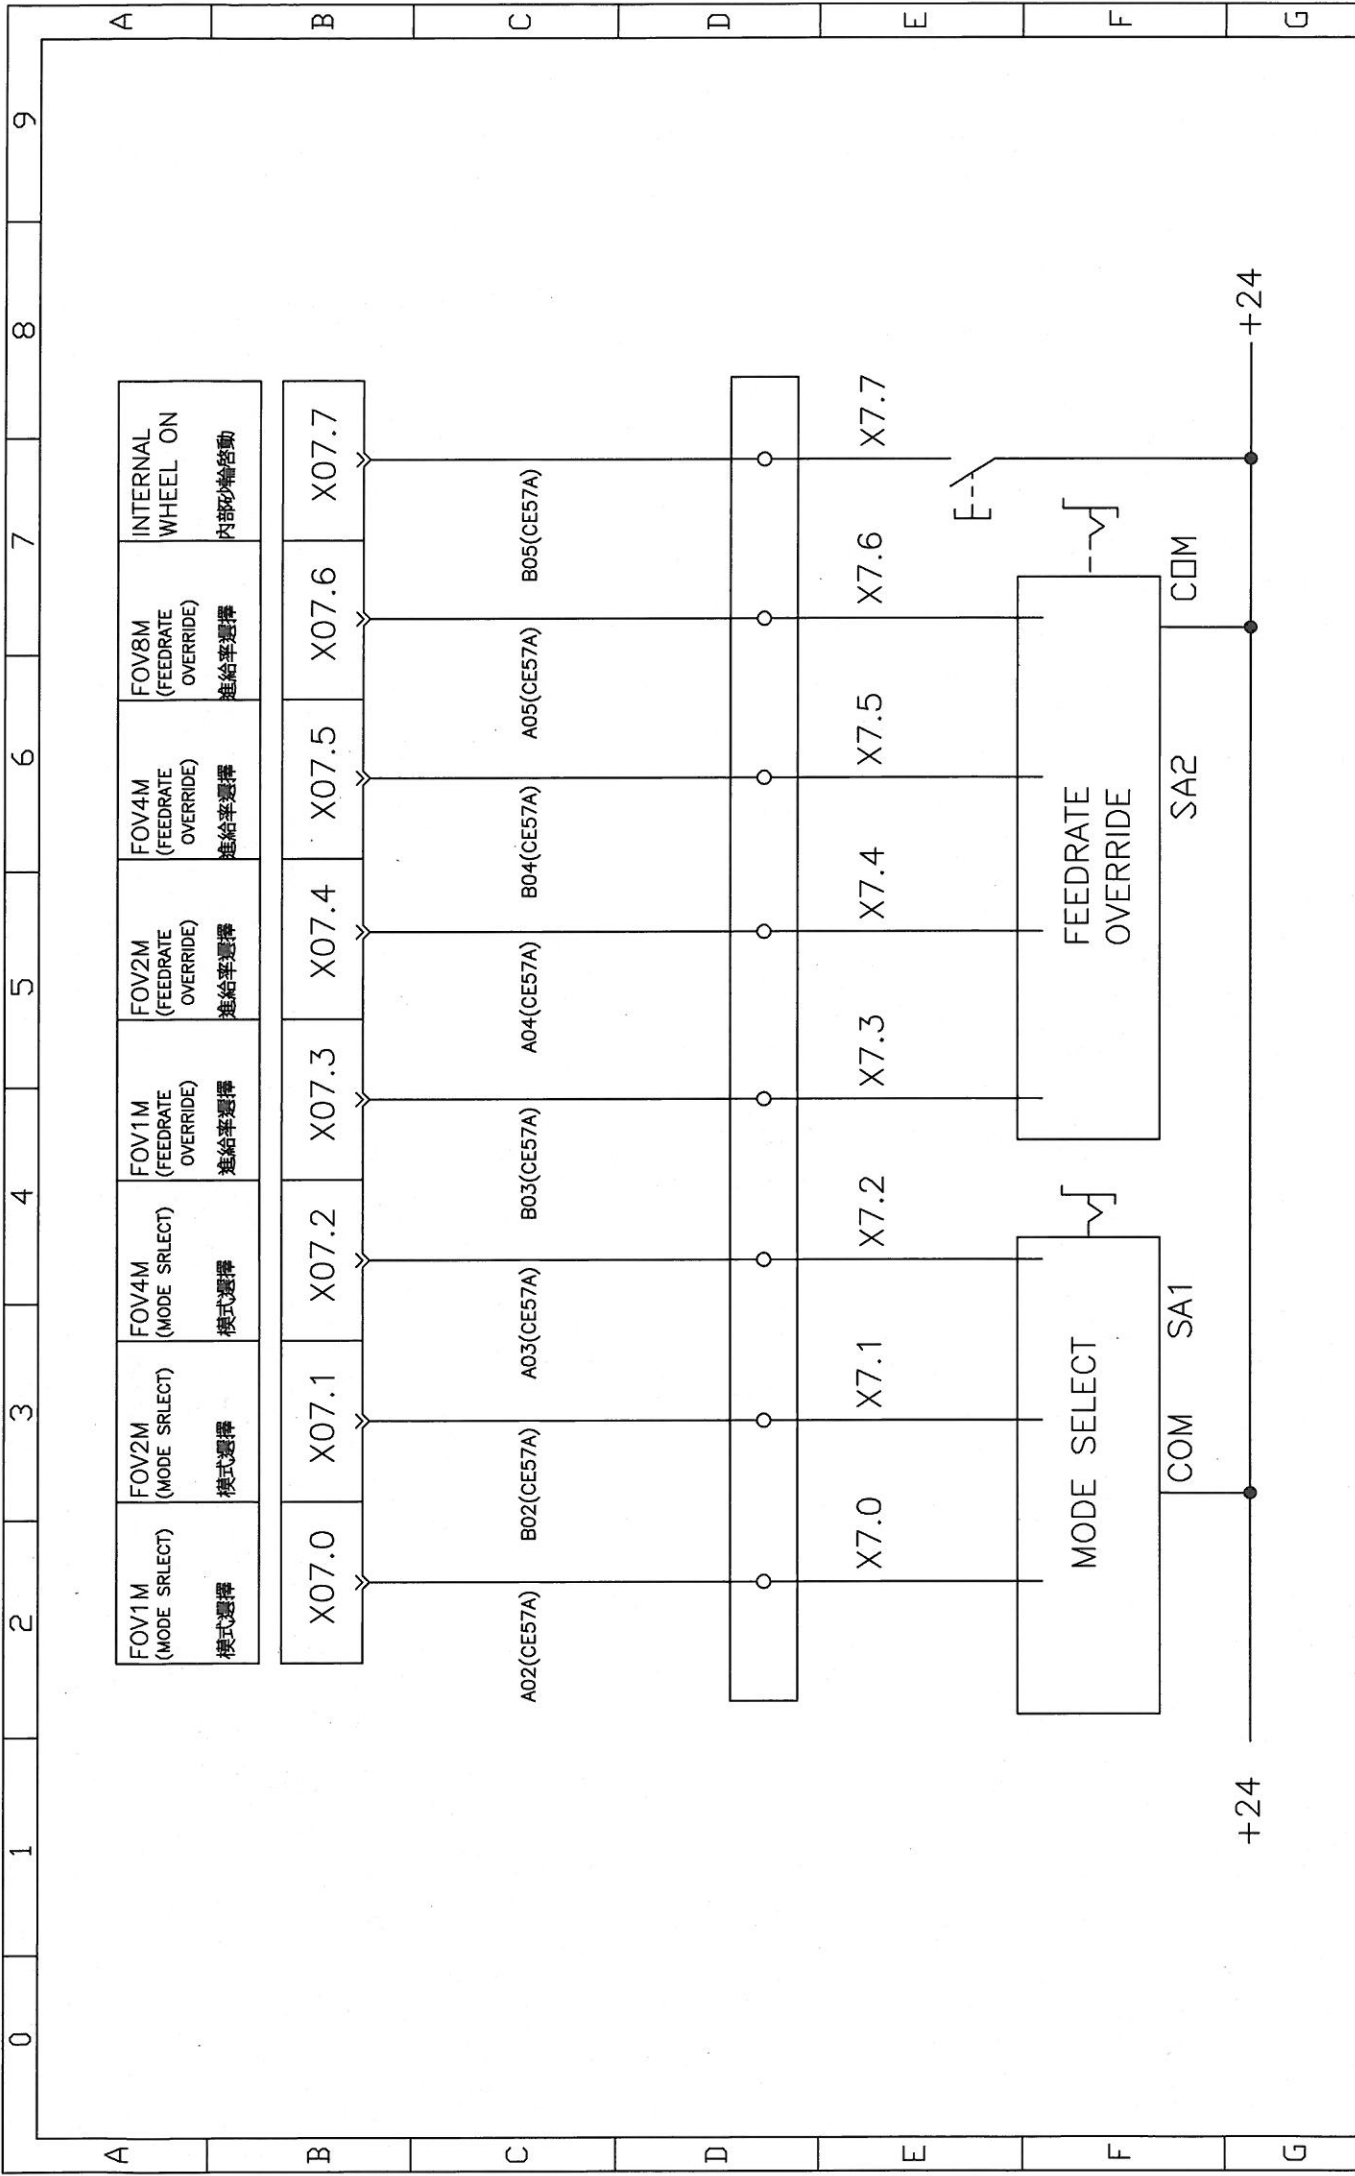 0 1 2 3 4 5 6 7 8 9
A
B
C
D
E
F
G
A
B
C
D
E
F
G
FOV1M
(MODE SRLECT)
模式選擇
FOV2M
(MODE SRLECT)
模式選擇
FOV4M
(MODE SRLECT)
模式選擇
FOV1M
(FEEDRATE
OVERRIDE)
進給率選擇
FOV2M
(FEEDRATE
OVERRIDE)
進給率選擇
FOV4M
(FEEDRATE
OVERRIDE)
進給率選擇
FOV8M
(FEEDRATE
OVERRIDE)
進給率選擇
INTERNAL
WHEEL ON
內部砂輪啓動
X07.0 X07.1 X07.2 X07.3 X07.4 X07.5 X07.6 X07.7
A02(CE57A) B02(CE57A) A03(CE57A) B03(CE57A) A04(CE57A) B04(CE57A) A05(CE57A) B05(CE57A)
X7.0 X7.1 X7.2 X7.3 X7.4 X7.5 X7.6 X7.7
MODE SELECT
FEEDRATE
OVERRIDE
COM SA1 SA2 COM
+24 +24